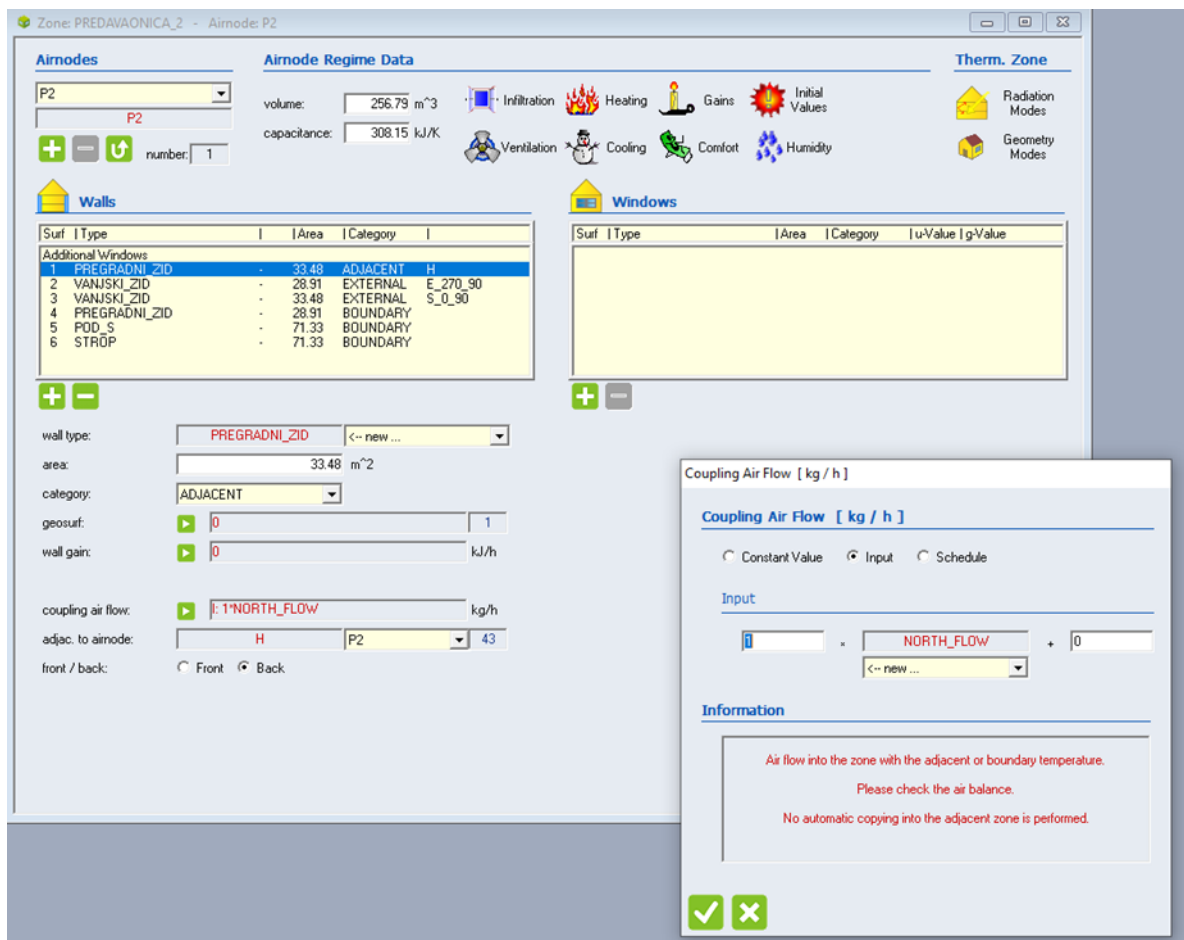 Zone: PREDAVAONICA_2 - Airnode: P2
Airnodes
P2
P2
number: 1
Airnode Regime Data
volume: 256.79 m^3
capacitance: 308.15 kJ/K
Infiltration
Heating
Gains
Initial
Values
Ventilation
Cooling
Comfort
Humidity
Therm. Zone
Radiation
Modes
Geometry
Modes
Walls
Surf | Type | | Area | Category |
Additional Windows
1 PREGRADNI_ZID - 33.48 ADJACENT H
2 VANJSKI_ZID - 28.91 EXTERNAL E_270_90
3 VANJSKI_ZID - 33.48 EXTERNAL S_0_90
4 PREGRADNI_ZID - 28.91 BOUNDARY
5 POD_S - 71.33 BOUNDARY
6 STROP - 71.33 BOUNDARY
Windows
Surf | Type | Area | Category | u-Value | g-Value
wall type: PREGRADNI_ZID <-- new ...
area: 33.48 m^2
category: ADJACENT
geosurf: 0 1
wall gain: 0 kJ/h
coupling air flow: I: 1*NORTH_FLOW kg/h
adjac. to airnode: H P2 43
front / back: Front Back
Coupling Air Flow [ kg / h ]
Coupling Air Flow [ kg / h ]
Constant Value Input Schedule
Input
1 * NORTH_FLOW + 0
<-- new ...
Information
Air flow into the zone with the adjacent or boundary temperature.
Please check the air balance.
No automatic copying into the adjacent zone is performed.